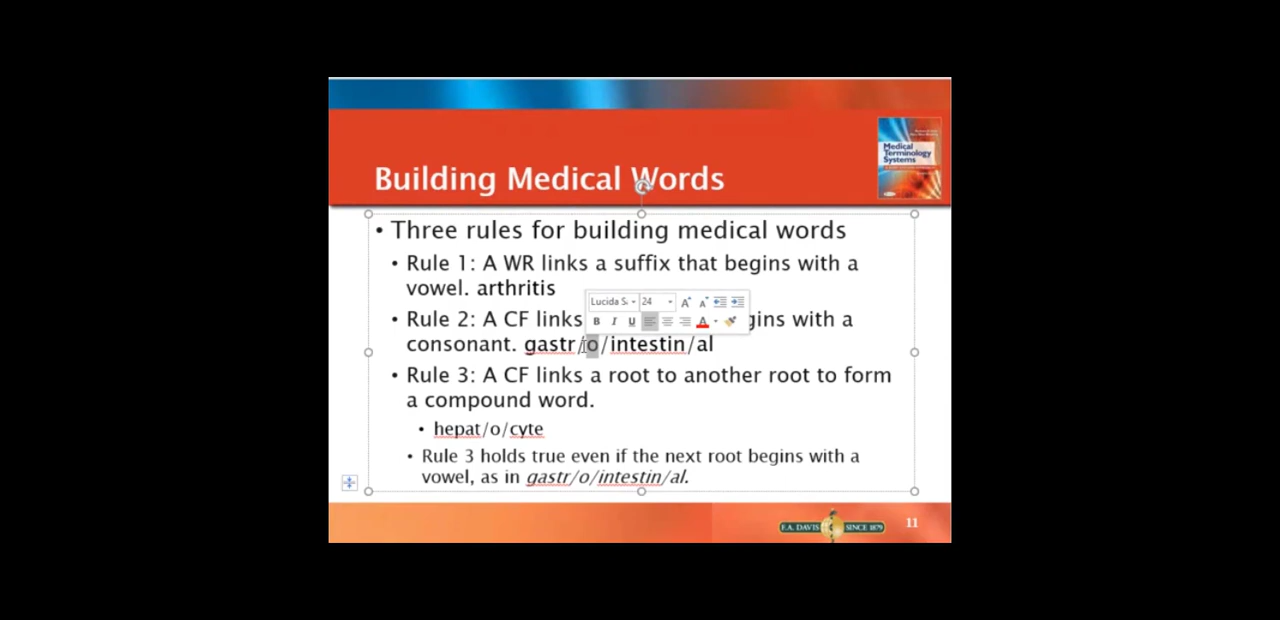 Medical
Terminology
Systems
Building Medical Words
• Three rules for building medical words
• Rule 1: A WR links a suffix that begins with a
vowel. arthritis
Lucida S 24
• Rule 2: A CF links gins with a
B I U A
consonant. gastr/o/intestin/al
• Rule 3: A CF links a root to another root to form
a compound word.
• hepat/o/cyte
• Rule 3 holds true even if the next root begins with a
vowel, as in gastr/o/intestin/al.
F.A. DAVIS SINCE 1879 11